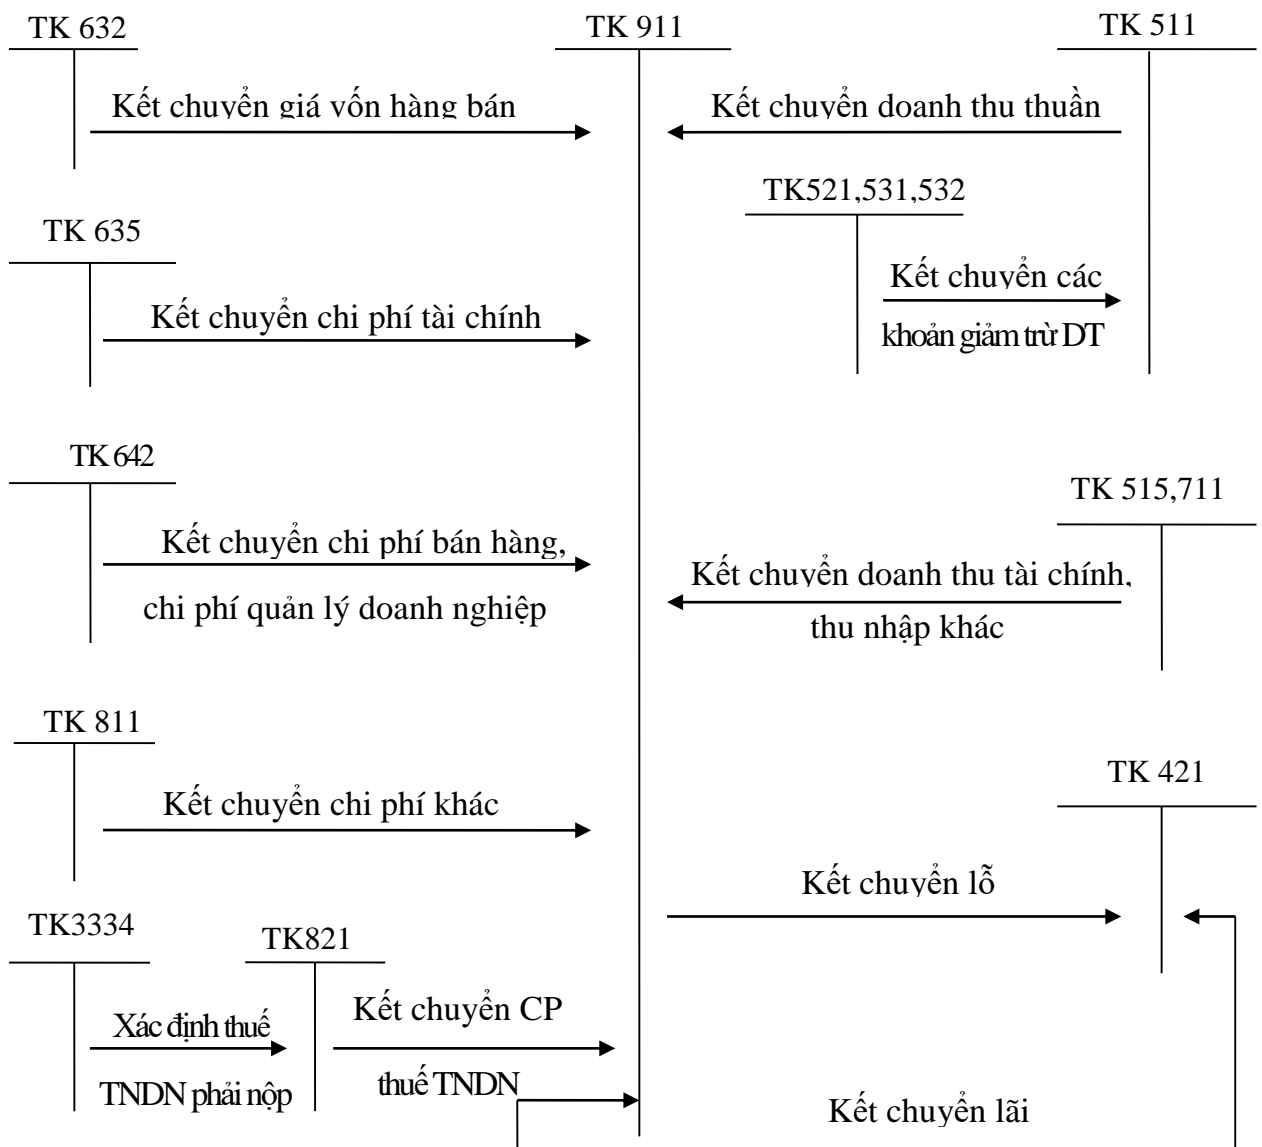 TK 632
TK 911
TK 511
Kết chuyển giá vốn hàng bán
Kết chuyển doanh thu thuần
TK521,531,532
TK 635
Kết chuyển các
khoản giảm trừ DT
Kết chuyển chi phí tài chính
TK 642
TK 515,711
Kết chuyển chi phí bán hàng,
chi phí quản lý doanh nghiệp
Kết chuyển doanh thu tài chính,
thu nhập khác
TK 811
TK 421
Kết chuyển chi phí khác
Kết chuyển lỗ
TK3334
TK821
Xác định thuế
TNDN phải nộp
Kết chuyển CP
thuế TNDN
Kết chuyển lãi